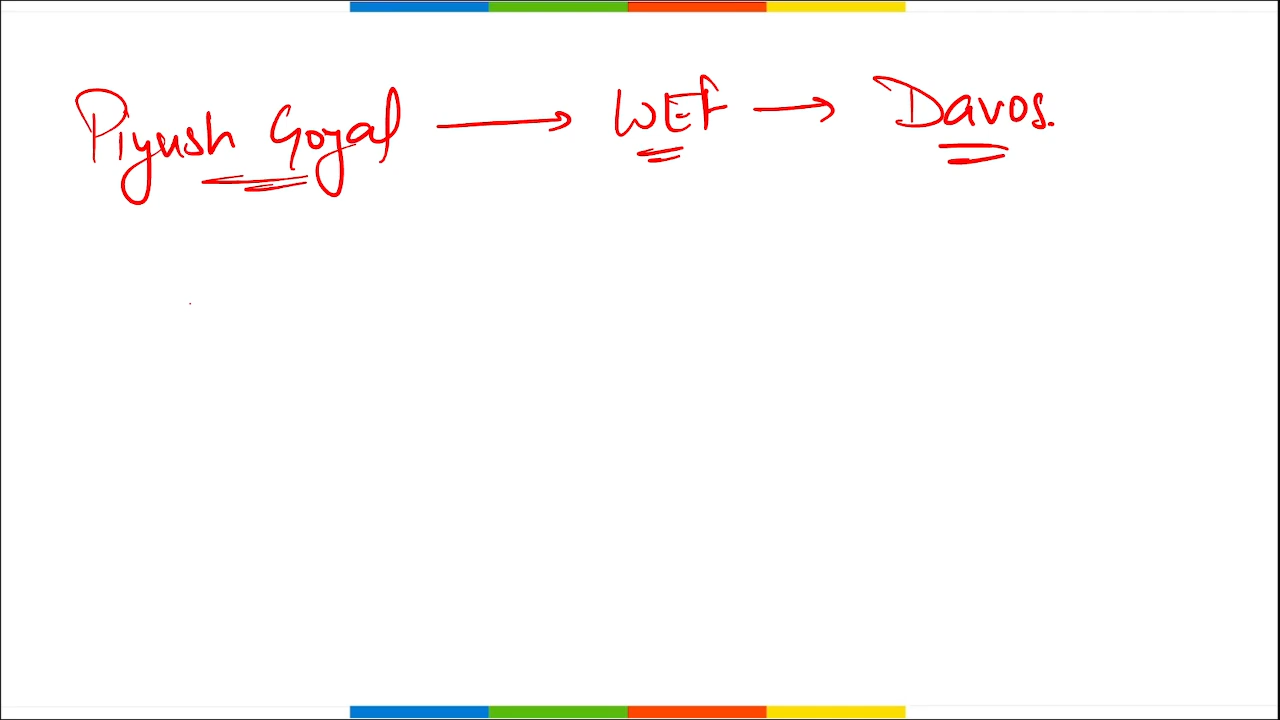 Piyush Goyal → WEF → Davos.